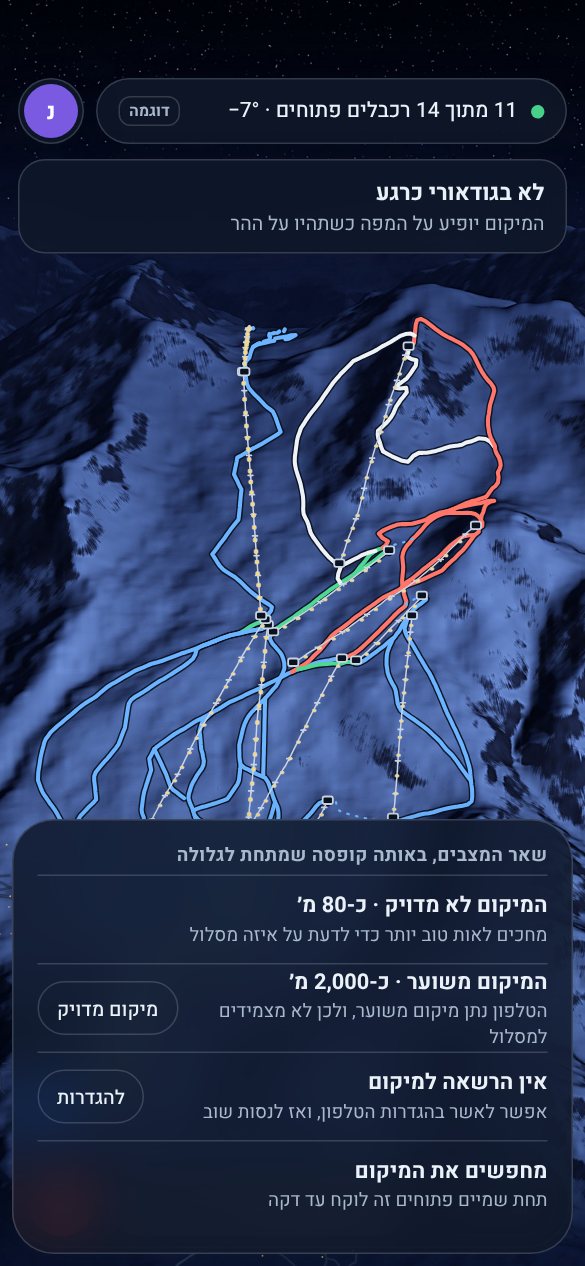 11 מתוך 14 רכבלים פתוחים · −7°
דוגמה
נ
לא בגודאורי כרגע
המיקום יופיע על המפה כשתהיו על ההר
שאר המצבים, באותה קופסה שמתחת לגלולה
המיקום לא מדויק · כ-80 מ׳
מחכים לאות טוב יותר כדי לדעת על איזה מסלול
המיקום משוער · כ-2,000 מ׳
הטלפון נתן מיקום משוער, ולכן לא מצמידים
למסלול
מיקום מדויק
אין הרשאה למיקום
אפשר לאשר בהגדרות הטלפון, ואז לנסות שוב
להגדרות
מחפשים את המיקום
תחת שמיים פתוחים זה לוקח עד דקה